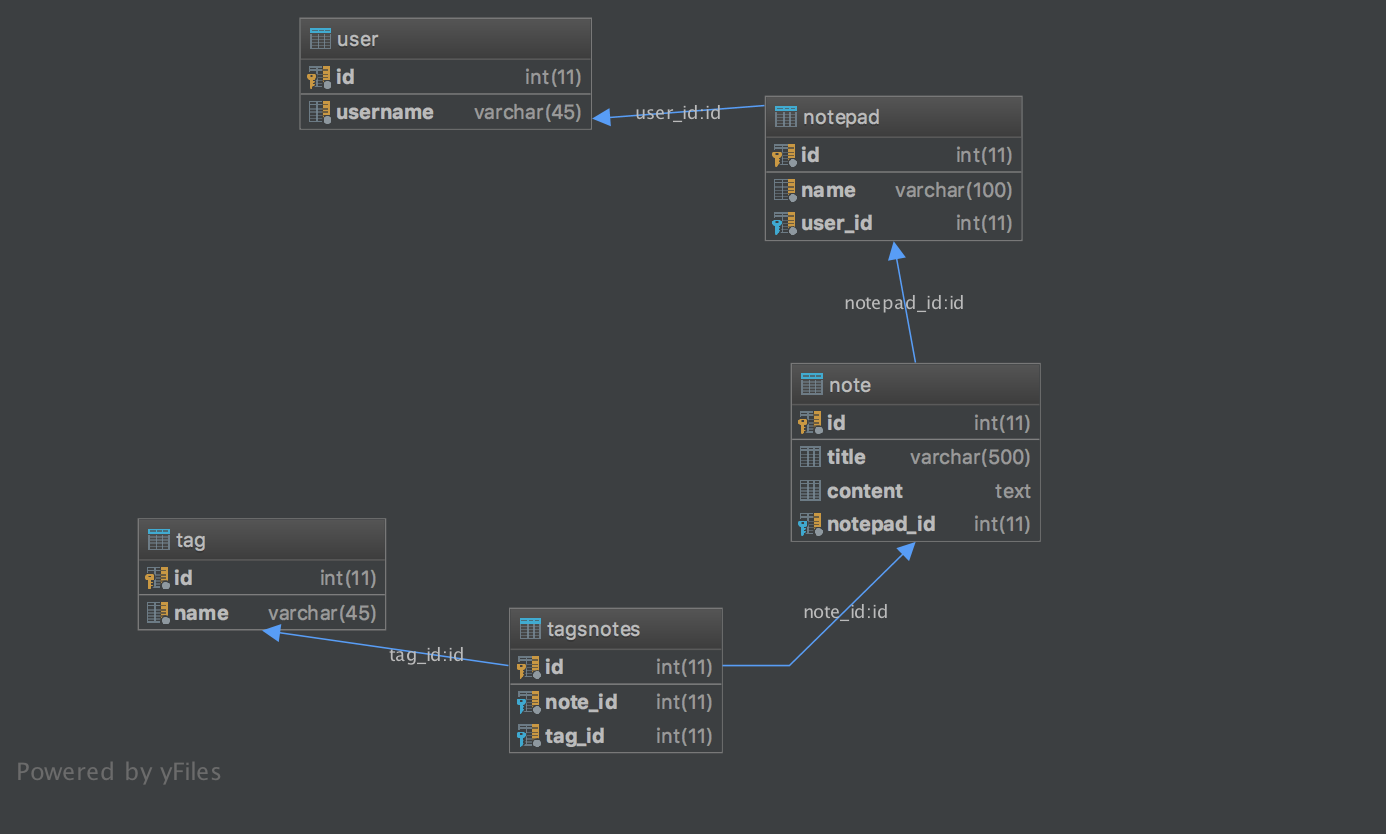 user
id int(11)
username varchar(45)
user_id:id
notepad
id int(11)
name varchar(100)
user_id int(11)
notepad_id:id
note
id int(11)
title varchar(500)
content text
notepad_id int(11)
note_id:id
tag
id int(11)
name varchar(45)
tag_id:id
tagsnotes
id int(11)
note_id int(11)
tag_id int(11)
Powered by yFiles